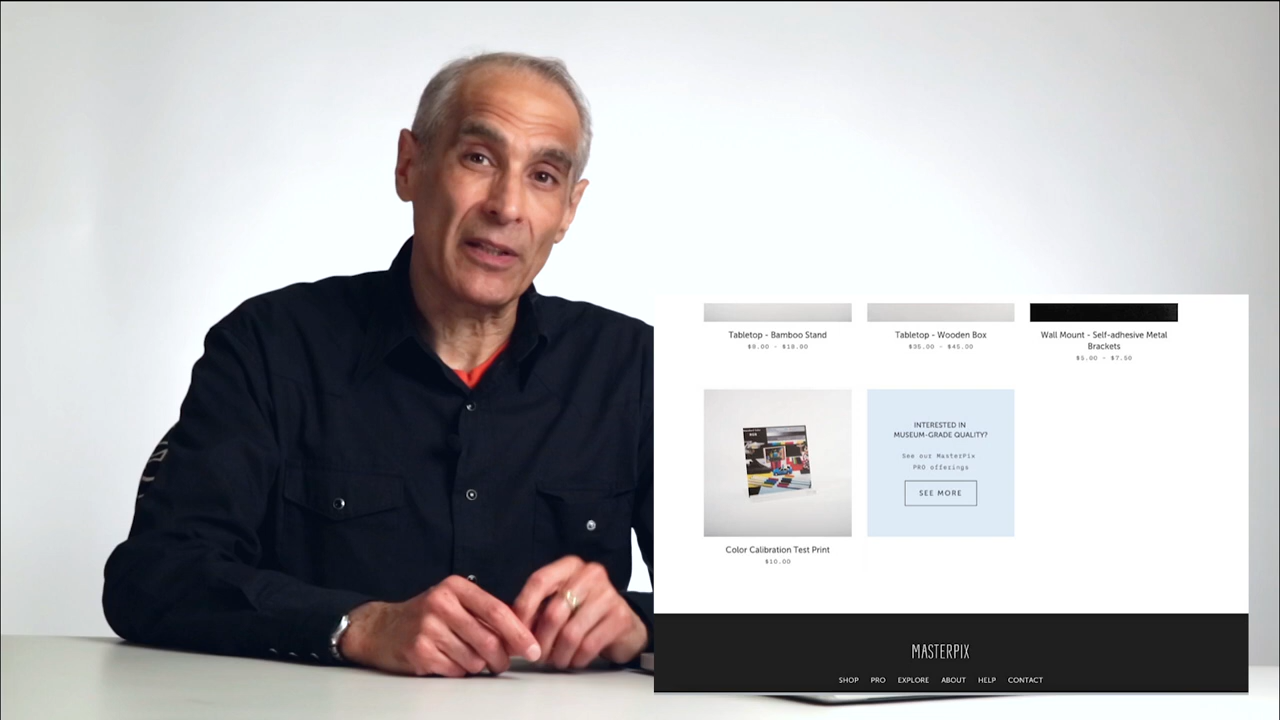 Tabletop - Bamboo Stand
$8.00 - $18.00
Tabletop - Wooden Box
$35.00 - $45.00
Wall Mount - Self-adhesive Metal
Brackets
$5.00 - $7.50
Color Calibration Test Print
$10.00
INTERESTED IN
MUSEUM-GRADE QUALITY?
See our MasterPix
PRO offerings
SEE MORE
MASTERPIX
SHOP PRO EXPLORE ABOUT HELP CONTACT